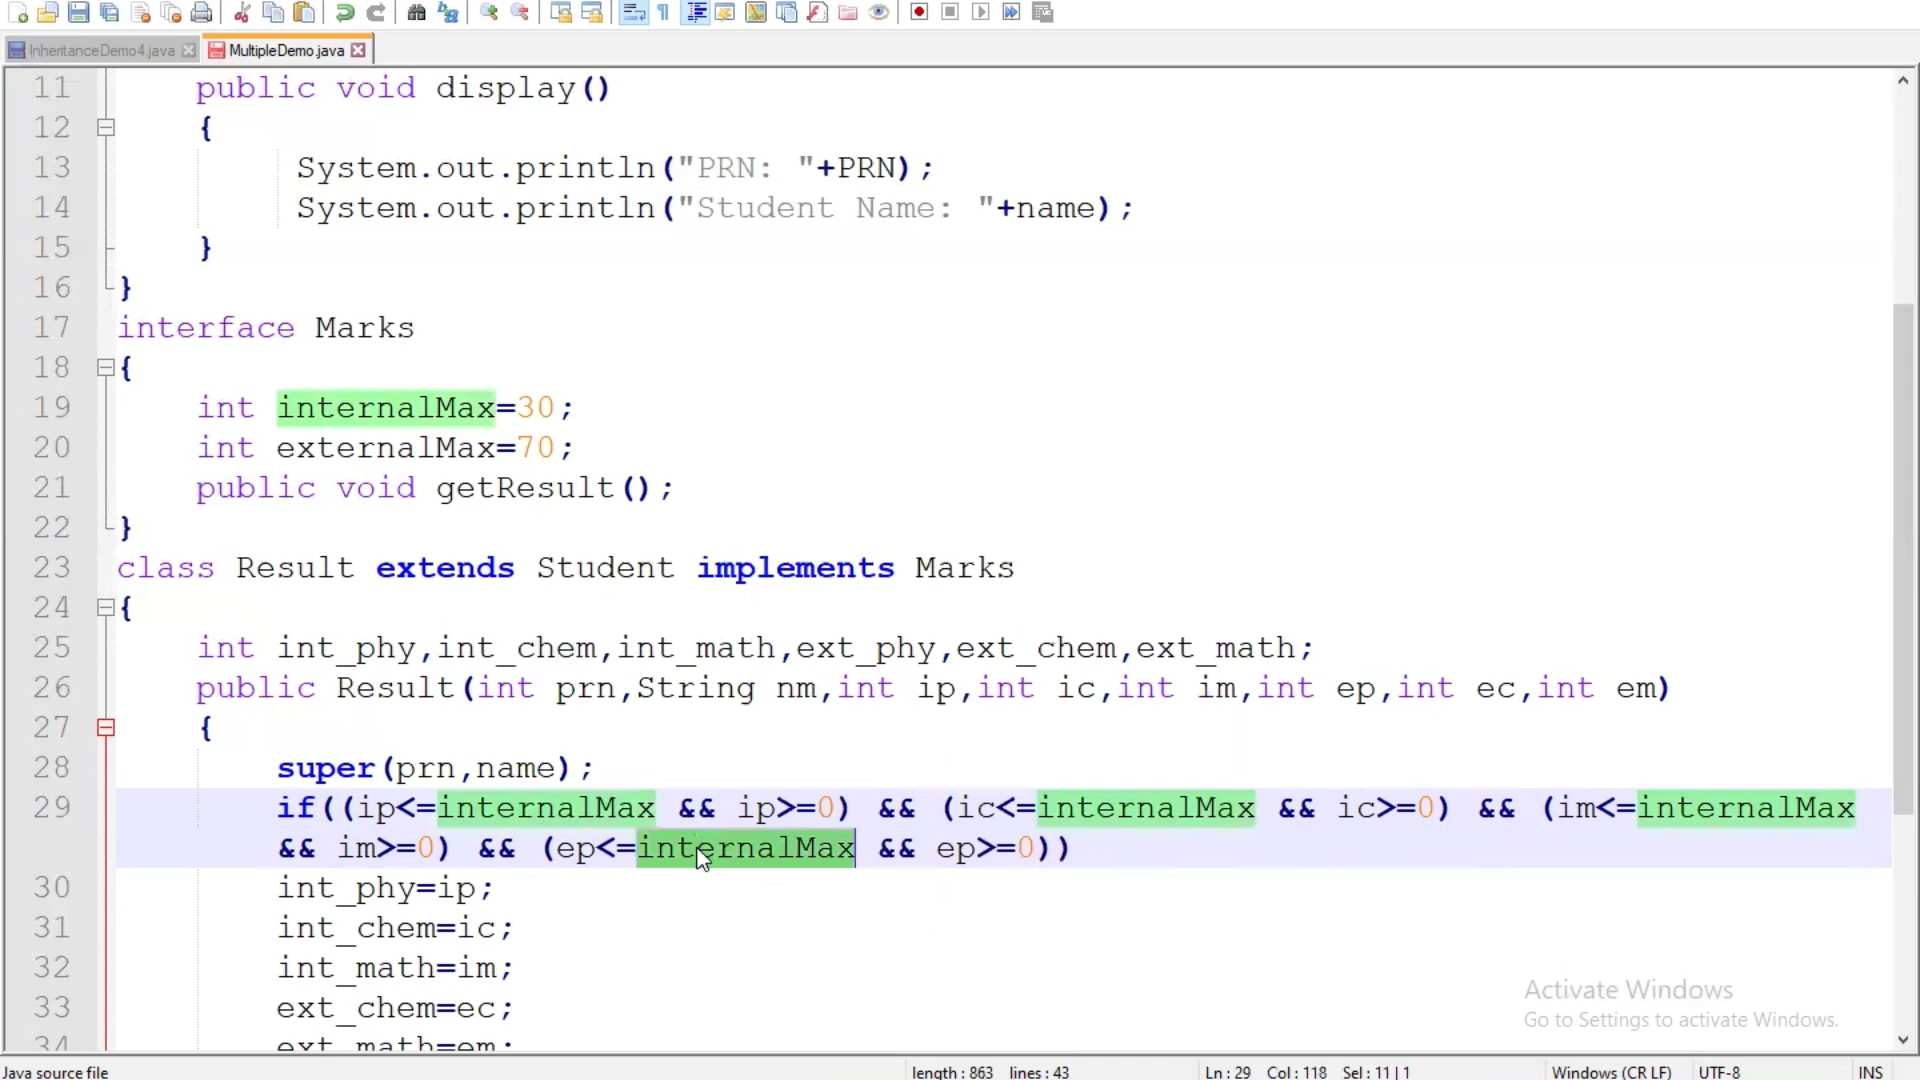 InheritanceDemo4.java MultipleDemo.java
11 public void display()
12 {
13 System.out.println("PRN: "+PRN);
14 System.out.println("Student Name: "+name);
15 }
16 }
17 interface Marks
18 {
19 int internalMax=30;
20 int externalMax=70;
21 public void getResult();
22 }
23 class Result extends Student implements Marks
24 {
25 int int_phy,int_chem,int_math,ext_phy,ext_chem,ext_math;
26 public Result(int prn,String nm,int ip,int ic,int im,int ep,int ec,int em)
27 {
28 super(prn,name);
29 if((ip<=internalMax && ip>=0) && (ic<=internalMax && ic>=0) && (im<=internalMax
&& im>=0) && (ep<=internalMax && ep>=0))
30 int_phy=ip;
31 int_chem=ic;
32 int_math=im;
33 ext_chem=ec;
34 ext_math=em;
Activate Windows
Go to Settings to activate Windows.
Java source file length : 863 lines : 43 Ln : 29 Col : 118 Sel : 11 | 1 Windows (CR LF) UTF-8 INS